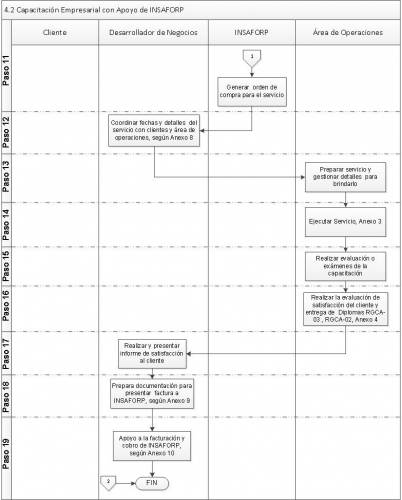 4.2 Capacitación Empresarial con Apoyo de INSAFORP
Cliente
Desarrollador de Negocios
INSAFORP
Área de Operaciones
Paso 11
1
Generar orden de
compra para el servicio
Paso 12
Coordinar fechas y detalles del
servicio con clientes y área de
operaciones, según Anexo 8
Paso 13
Preparar servicio y
gestionar detalles para
brindarlo
Paso 14
Ejecutar Servicio, Anexo 3
Paso 15
Realizar evaluación o
exámenes de la
capacitación
Paso 16
Realizar la evaluación de
satisfacción del cliente y
entrega de Diplomas RGCA-
03, RGCA-02, Anexo 4
Paso 17
Realizar y presentar
informe de satisfacción
al cliente
Paso 18
Prepara documentación para
presentar factura a
INSAFORP, según Anexo 9
Paso 19
Apoyo a la facturación y
cobro de INSAFORP,
según Anexo 10
FIN